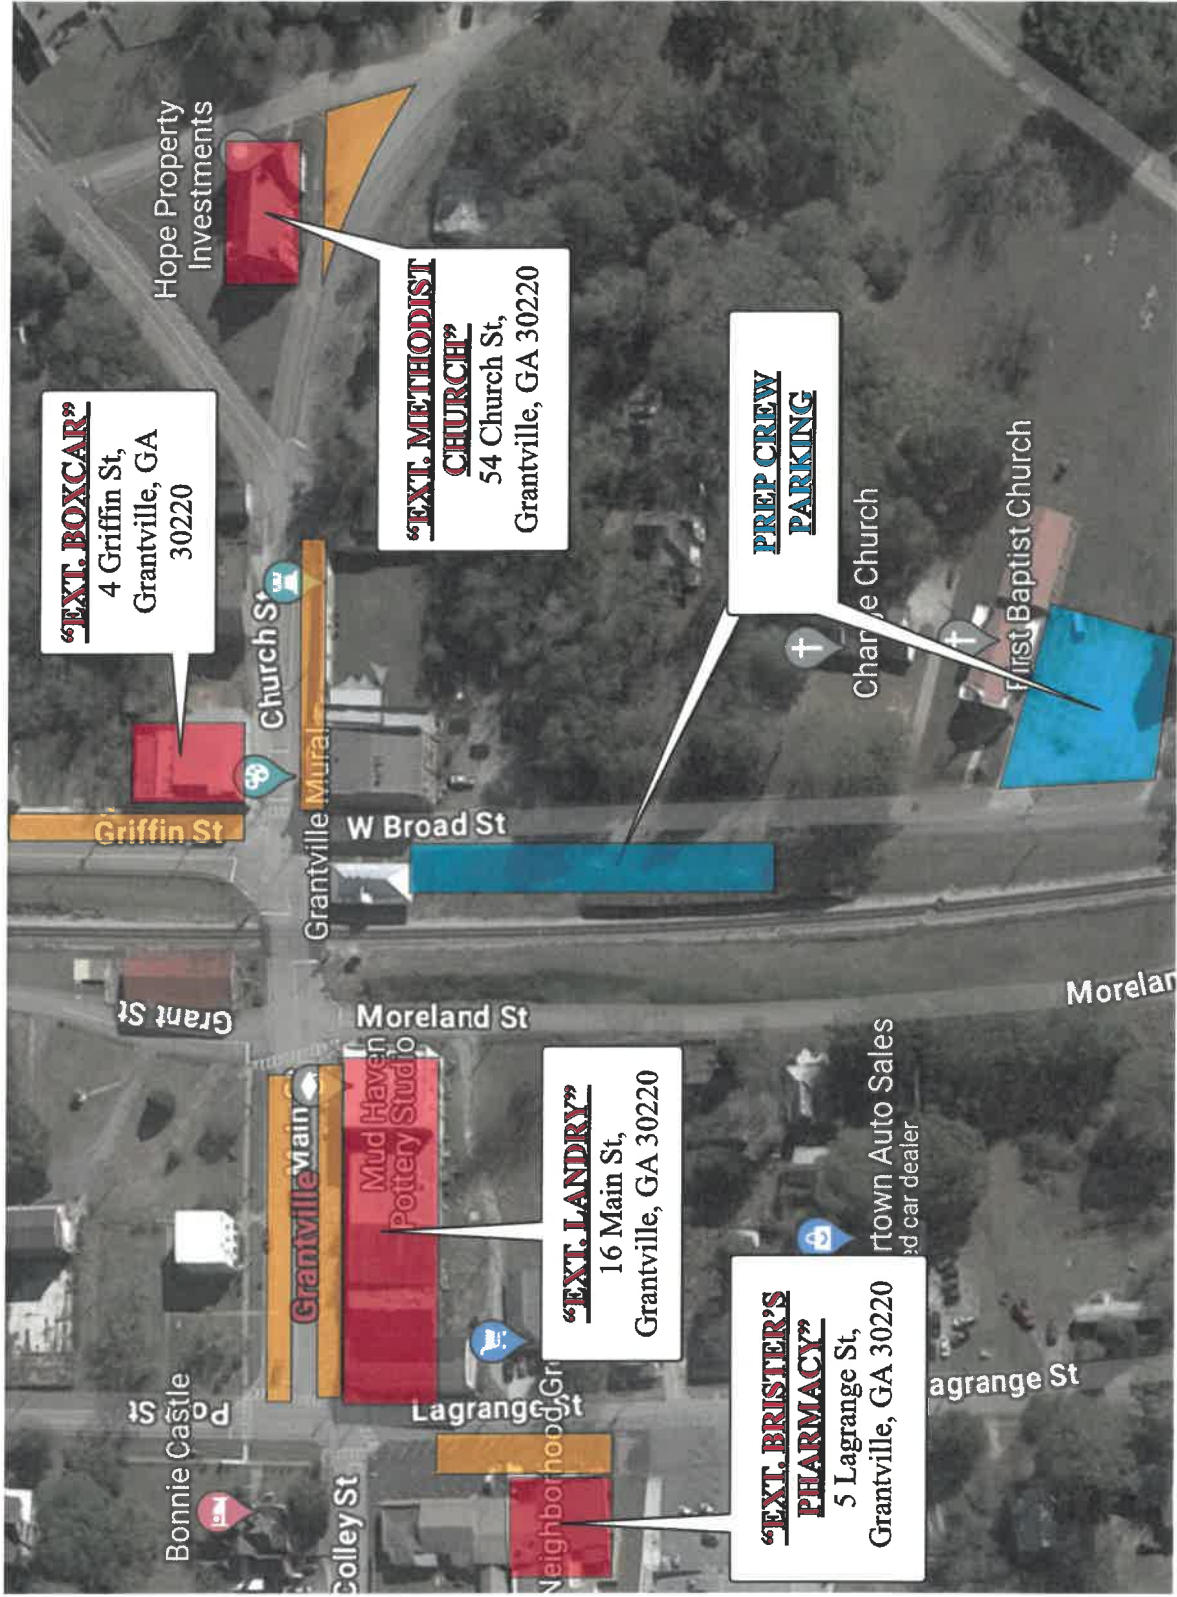 "EXT. BOXCAR"
4 Griffin St,
Grantville, GA
30220
Hope Property
Investments
"EXT. METHODIST
CHURCH"
54 Church St,
Grantville, GA 30220
Church St
Griffin St
Grantville Mural
W Broad St
PREP CREW
PARKING
Change Church
First Baptist Church
Grant St
Moreland St
Morelan
Grantville
Main
Mud Haven
Pottery Studio
"EXT. LANDRY"
16 Main St,
Grantville, GA 30220
rtown Auto Sales
ed car dealer
Bonnie Castle
Colley St
Lagrange St
Neighborhood Gr
"EXT. BRISTER'S
PHARMACY"
5 Lagrange St,
Grantville, GA 30220
agrange St